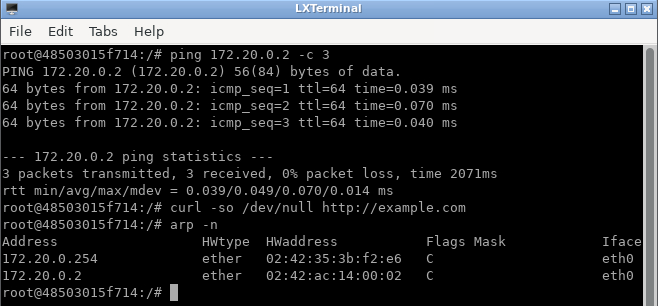 LXTerminal
File Edit Tabs Help
root@48503015f714:/# ping 172.20.0.2 -c 3
PING 172.20.0.2 (172.20.0.2) 56(84) bytes of data.
64 bytes from 172.20.0.2: icmp_seq=1 ttl=64 time=0.039 ms
64 bytes from 172.20.0.2: icmp_seq=2 ttl=64 time=0.070 ms
64 bytes from 172.20.0.2: icmp_seq=3 ttl=64 time=0.040 ms
--- 172.20.0.2 ping statistics ---
3 packets transmitted, 3 received, 0% packet loss, time 2071ms
rtt min/avg/max/mdev = 0.039/0.049/0.070/0.014 ms
root@48503015f714:/# curl -so /dev/null http://example.com
root@48503015f714:/# arp -n
Address HWtype HWaddress Flags Mask Iface
172.20.0.254 ether 02:42:35:3b:f2:e6 C eth0
172.20.0.2 ether 02:42:ac:14:00:02 C eth0
root@48503015f714:/#